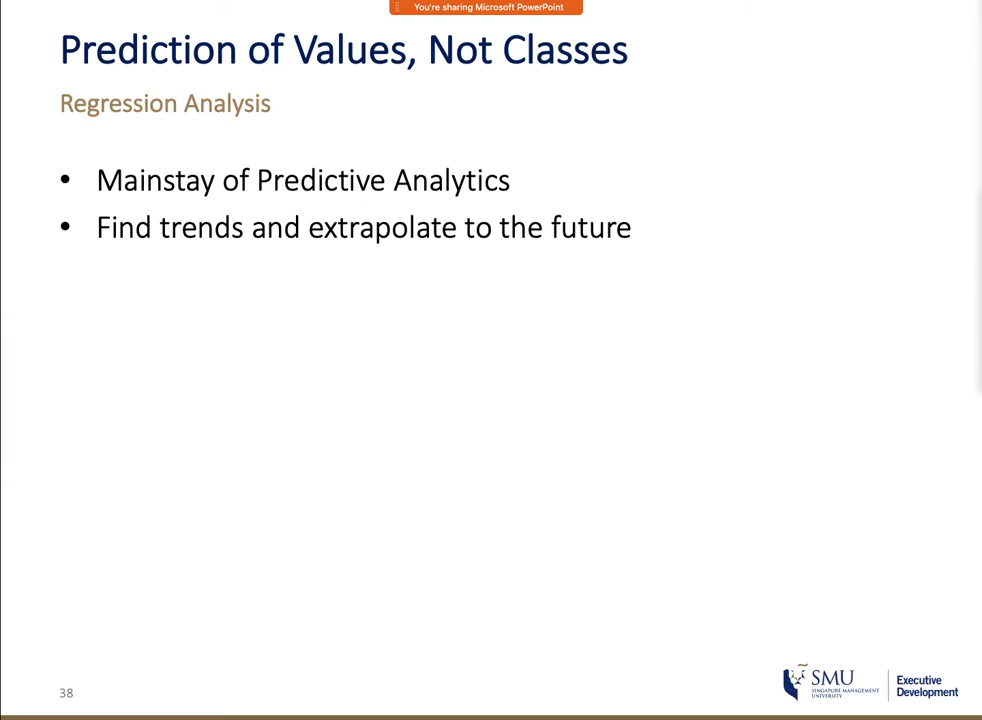 You're sharing Microsoft PowerPoint
Prediction of Values, Not Classes
Regression Analysis
• Mainstay of Predictive Analytics
• Find trends and extrapolate to the future
38
SMU
SINGAPORE MANAGEMENT
UNIVERSITY
Executive
Development